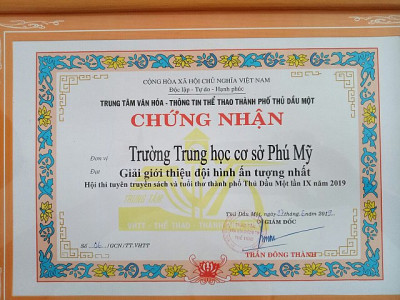 CỘNG HÒA XÃ HỘI CHỦ NGHĨA VIỆT NAM
Độc lập - Tự do - Hạnh phúc
TRUNG TÂM VĂN HÓA - THÔNG TIN THỂ THAO THÀNH PHỐ THỦ DẦU MỘT
CHỨNG NHẬN
Đơn vị Trường Trung học cơ sở Phú Mỹ
Đạt Giải giới thiệu đội hình ấn tượng nhất
Hội thi tuyên truyền sách và tuổi thơ thành phố Thủ Dầu Một lần IX năm 2019
Thủ Dầu Một, ngày tháng năm
GIÁM ĐỐC
Số /GCN/TT.VHTT
TRẦN ĐÔNG THÀNH